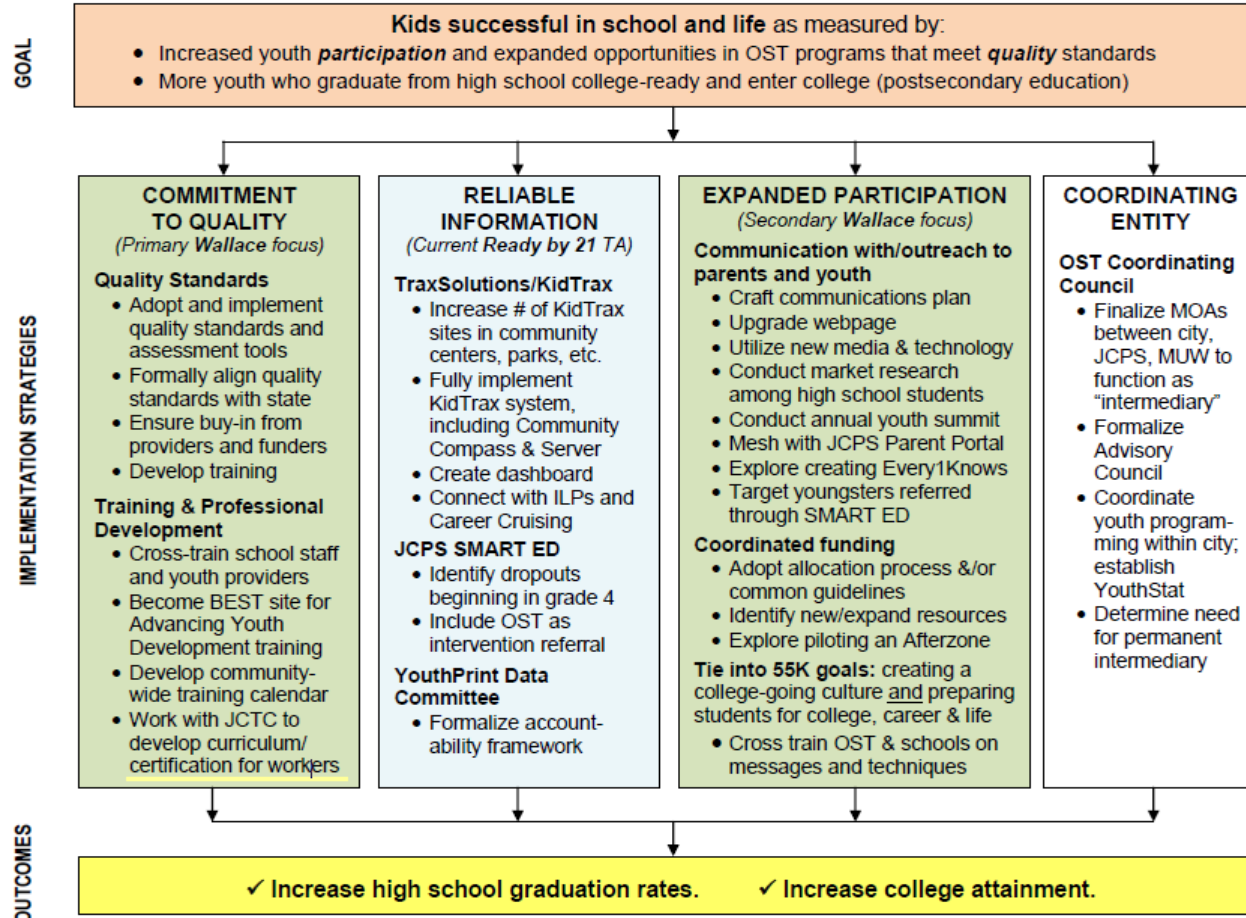 GOAL
Kids successful in school and life as measured by:
• Increased youth participation and expanded opportunities in OST programs that meet quality standards
• More youth who graduate from high school college-ready and enter college (postsecondary education)
IMPLEMENTATION STRATEGIES
COMMITMENT
TO QUALITY
(Primary Wallace focus)
Quality Standards
• Adopt and implement
quality standards and
assessment tools
• Formally align quality
standards with state
• Ensure buy-in from
providers and funders
• Develop training
Training & Professional
Development
• Cross-train school staff
and youth providers
• Become BEST site for
Advancing Youth
Development training
• Develop community-
wide training calendar
• Work with JCTC to
develop curriculum/
certification for workers
RELIABLE
INFORMATION
(Current Ready by 21 TA)
TraxSolutions/KidTrax
• Increase # of KidTrax
sites in community
centers, parks, etc.
• Fully implement
KidTrax system,
including Community
Compass & Server
• Create dashboard
• Connect with ILPs and
Career Cruising
JCPS SMART ED
• Identify dropouts
beginning in grade 4
• Include OST as
intervention referral
YouthPrint Data
Committee
• Formalize account-
ability framework
EXPANDED PARTICIPATION
(Secondary Wallace focus)
Communication with/outreach to
parents and youth
• Craft communications plan
• Upgrade webpage
• Utilize new media & technology
• Conduct market research
among high school students
• Conduct annual youth summit
• Mesh with JCPS Parent Portal
• Explore creating Every1Knows
• Target youngsters referred
through SMART ED
Coordinated funding
• Adopt allocation process &/or
common guidelines
• Identify new/expand resources
• Explore piloting an Afterzone
Tie into 55K goals: creating a
college-going culture and preparing
students for college, career & life
• Cross train OST & schools on
messages and techniques
COORDINATING
ENTITY
OST Coordinating
Council
• Finalize MOAs
between city,
JCPS, MUW to
function as
“intermediary”
• Formalize
Advisory
Council
• Coordinate
youth program-
ming within city;
establish
YouthStat
• Determine need
for permanent
intermediary
OUTCOMES
✓ Increase high school graduation rates. ✓ Increase college attainment.